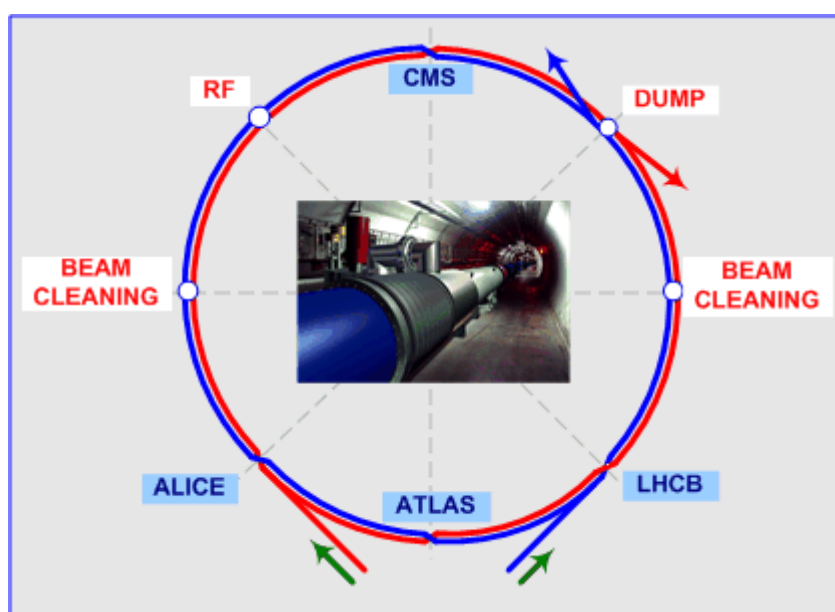 CMS
RF
DUMP
BEAM
CLEANING
BEAM
CLEANING
ALICE
ATLAS
LHCB